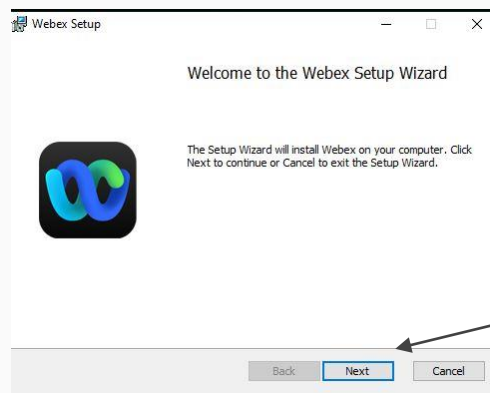 Webex Setup
Welcome to the Webex Setup Wizard
The Setup Wizard will install Webex on your computer. Click
Next to continue or Cancel to exit the Setup Wizard.
Back Next Cancel